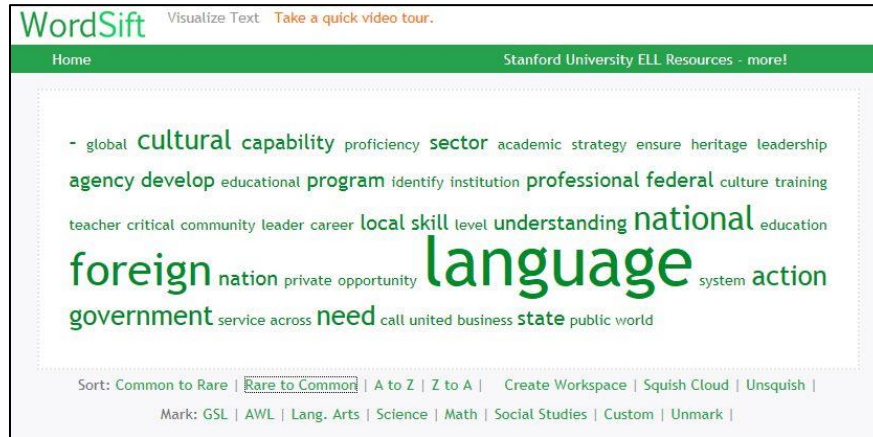 WordSift Visualize Text Take a quick video tour.
Home Stanford University ELL Resources - more!
- global cultural capability proficiency sector academic strategy ensure heritage leadership
agency develop educational program identify institution professional federal culture training
teacher critical community leader career local skill level understanding national education
foreign nation private opportunity language system action
government service across need call united business state public world
Sort: Common to Rare | Rare to Common | A to Z | Z to A | Create Workspace | Squish Cloud | Unsquish |
Mark: GSL | AWL | Lang. Arts | Science | Math | Social Studies | Custom | Unmark |